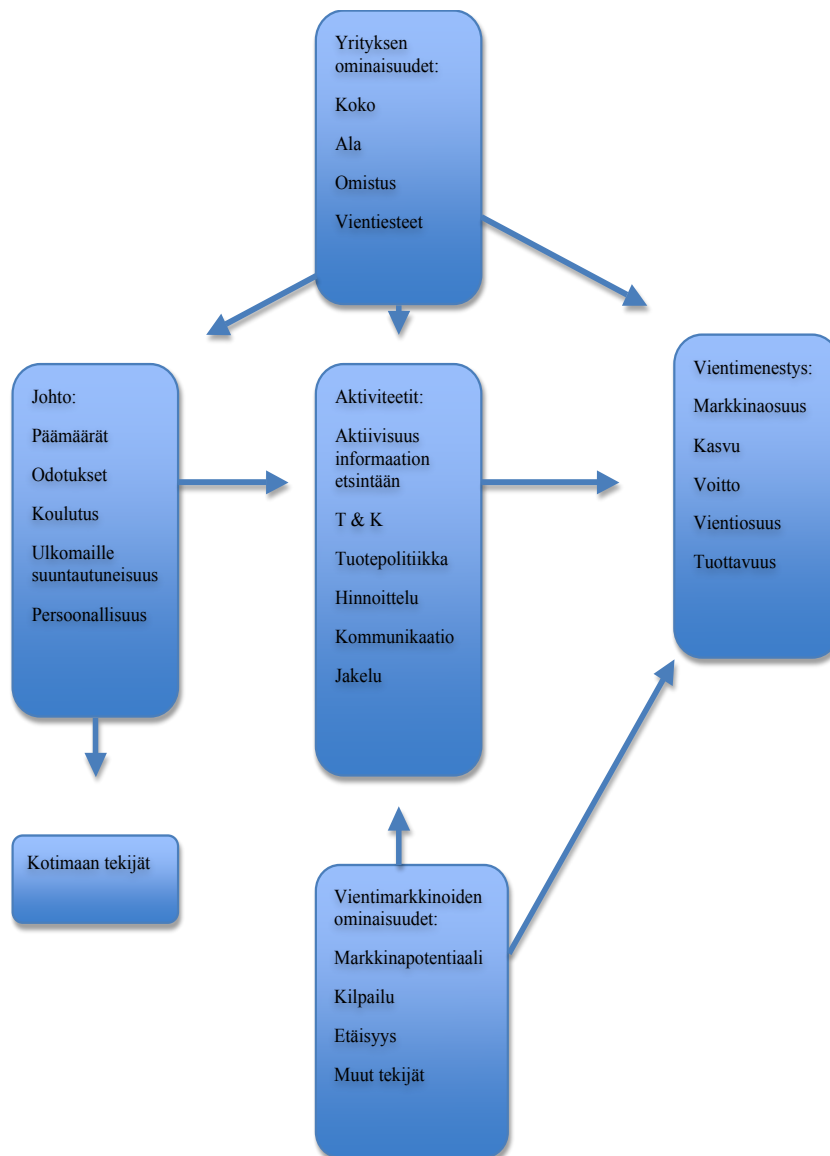 Yrityksen
ominaisuudet:
Koko
Ala
Omistus
Vientiesteet
Johto:
Päämäärät
Odotukset
Koulutus
Ulkomaille
suuntautuneisuus
Persoonallisuus
Aktiviteetit:
Aktiivisuus
informaation
etsintään
T & K
Tuotepolitiikka
Hinnoittelu
Kommunikaatio
Jakelu
Vientimenestys:
Markkinaosuus
Kasvu
Voitto
Vientiosuus
Tuottavuus
Kotimaan tekijät
Vientimarkkinoiden
ominaisuudet:
Markkinapotentiaali
Kilpailu
Etäisyys
Muut tekijät